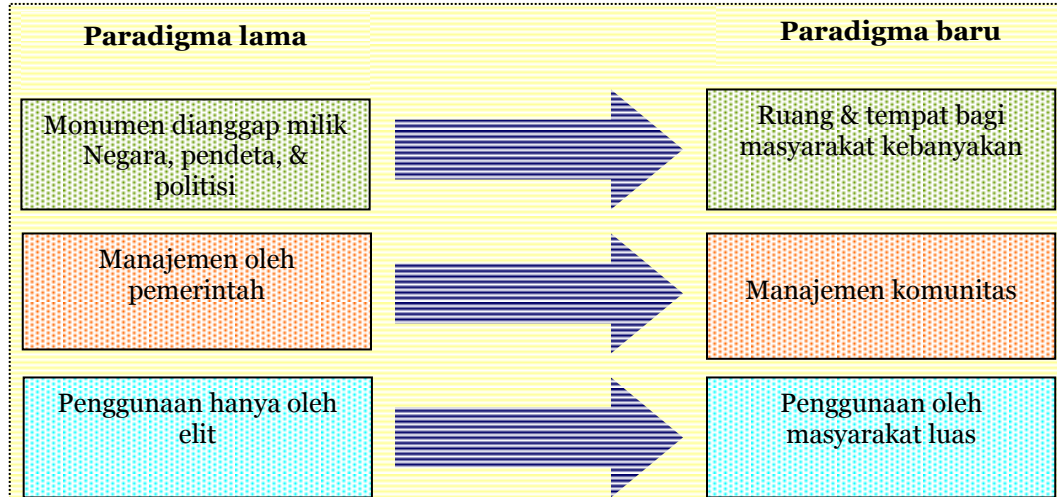 Paradigma lama
Paradigma baru
Monumen dianggap milik
Negara, pendeta, &
politisi
Ruang & tempat bagi
masyarakat kebanyakan
Manajemen oleh
pemerintah
Manajemen komunitas
Penggunaan hanya oleh
elit
Penggunaan oleh
masyarakat luas